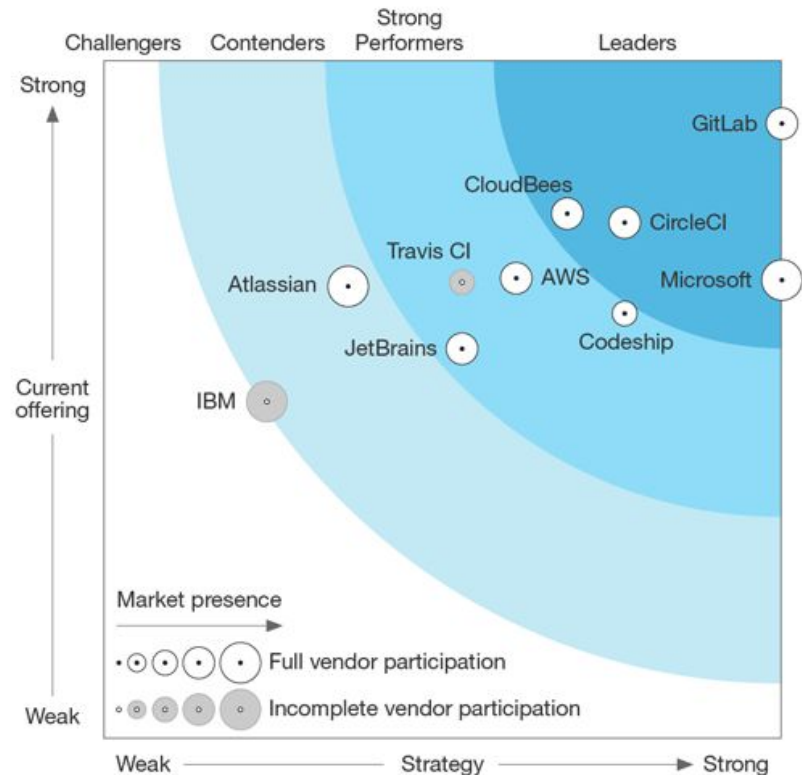 Challengers
Contenders
Strong
Performers
Leaders
Strong
GitLab
CloudBees
CircleCI
Travis CI
AWS
Atlassian
Microsoft
JetBrains
Codeship
Current
offering
IBM
Market presence
Full vendor participation
Incomplete vendor participation
Weak
Weak
Strategy
Strong